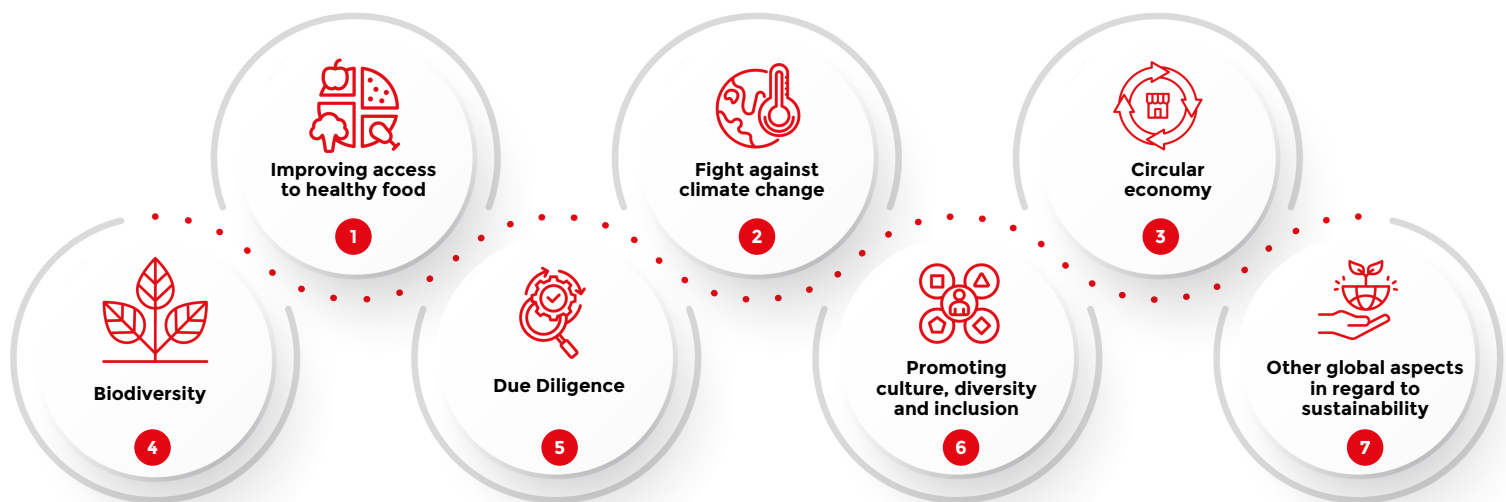 Improving access
to healthy food
1
Fight against
climate change
2
Circular
economy
3
Biodiversity
4
Due Diligence
5
Promoting
culture, diversity
and inclusion
6
Other global aspects
in regard to
sustainability
7